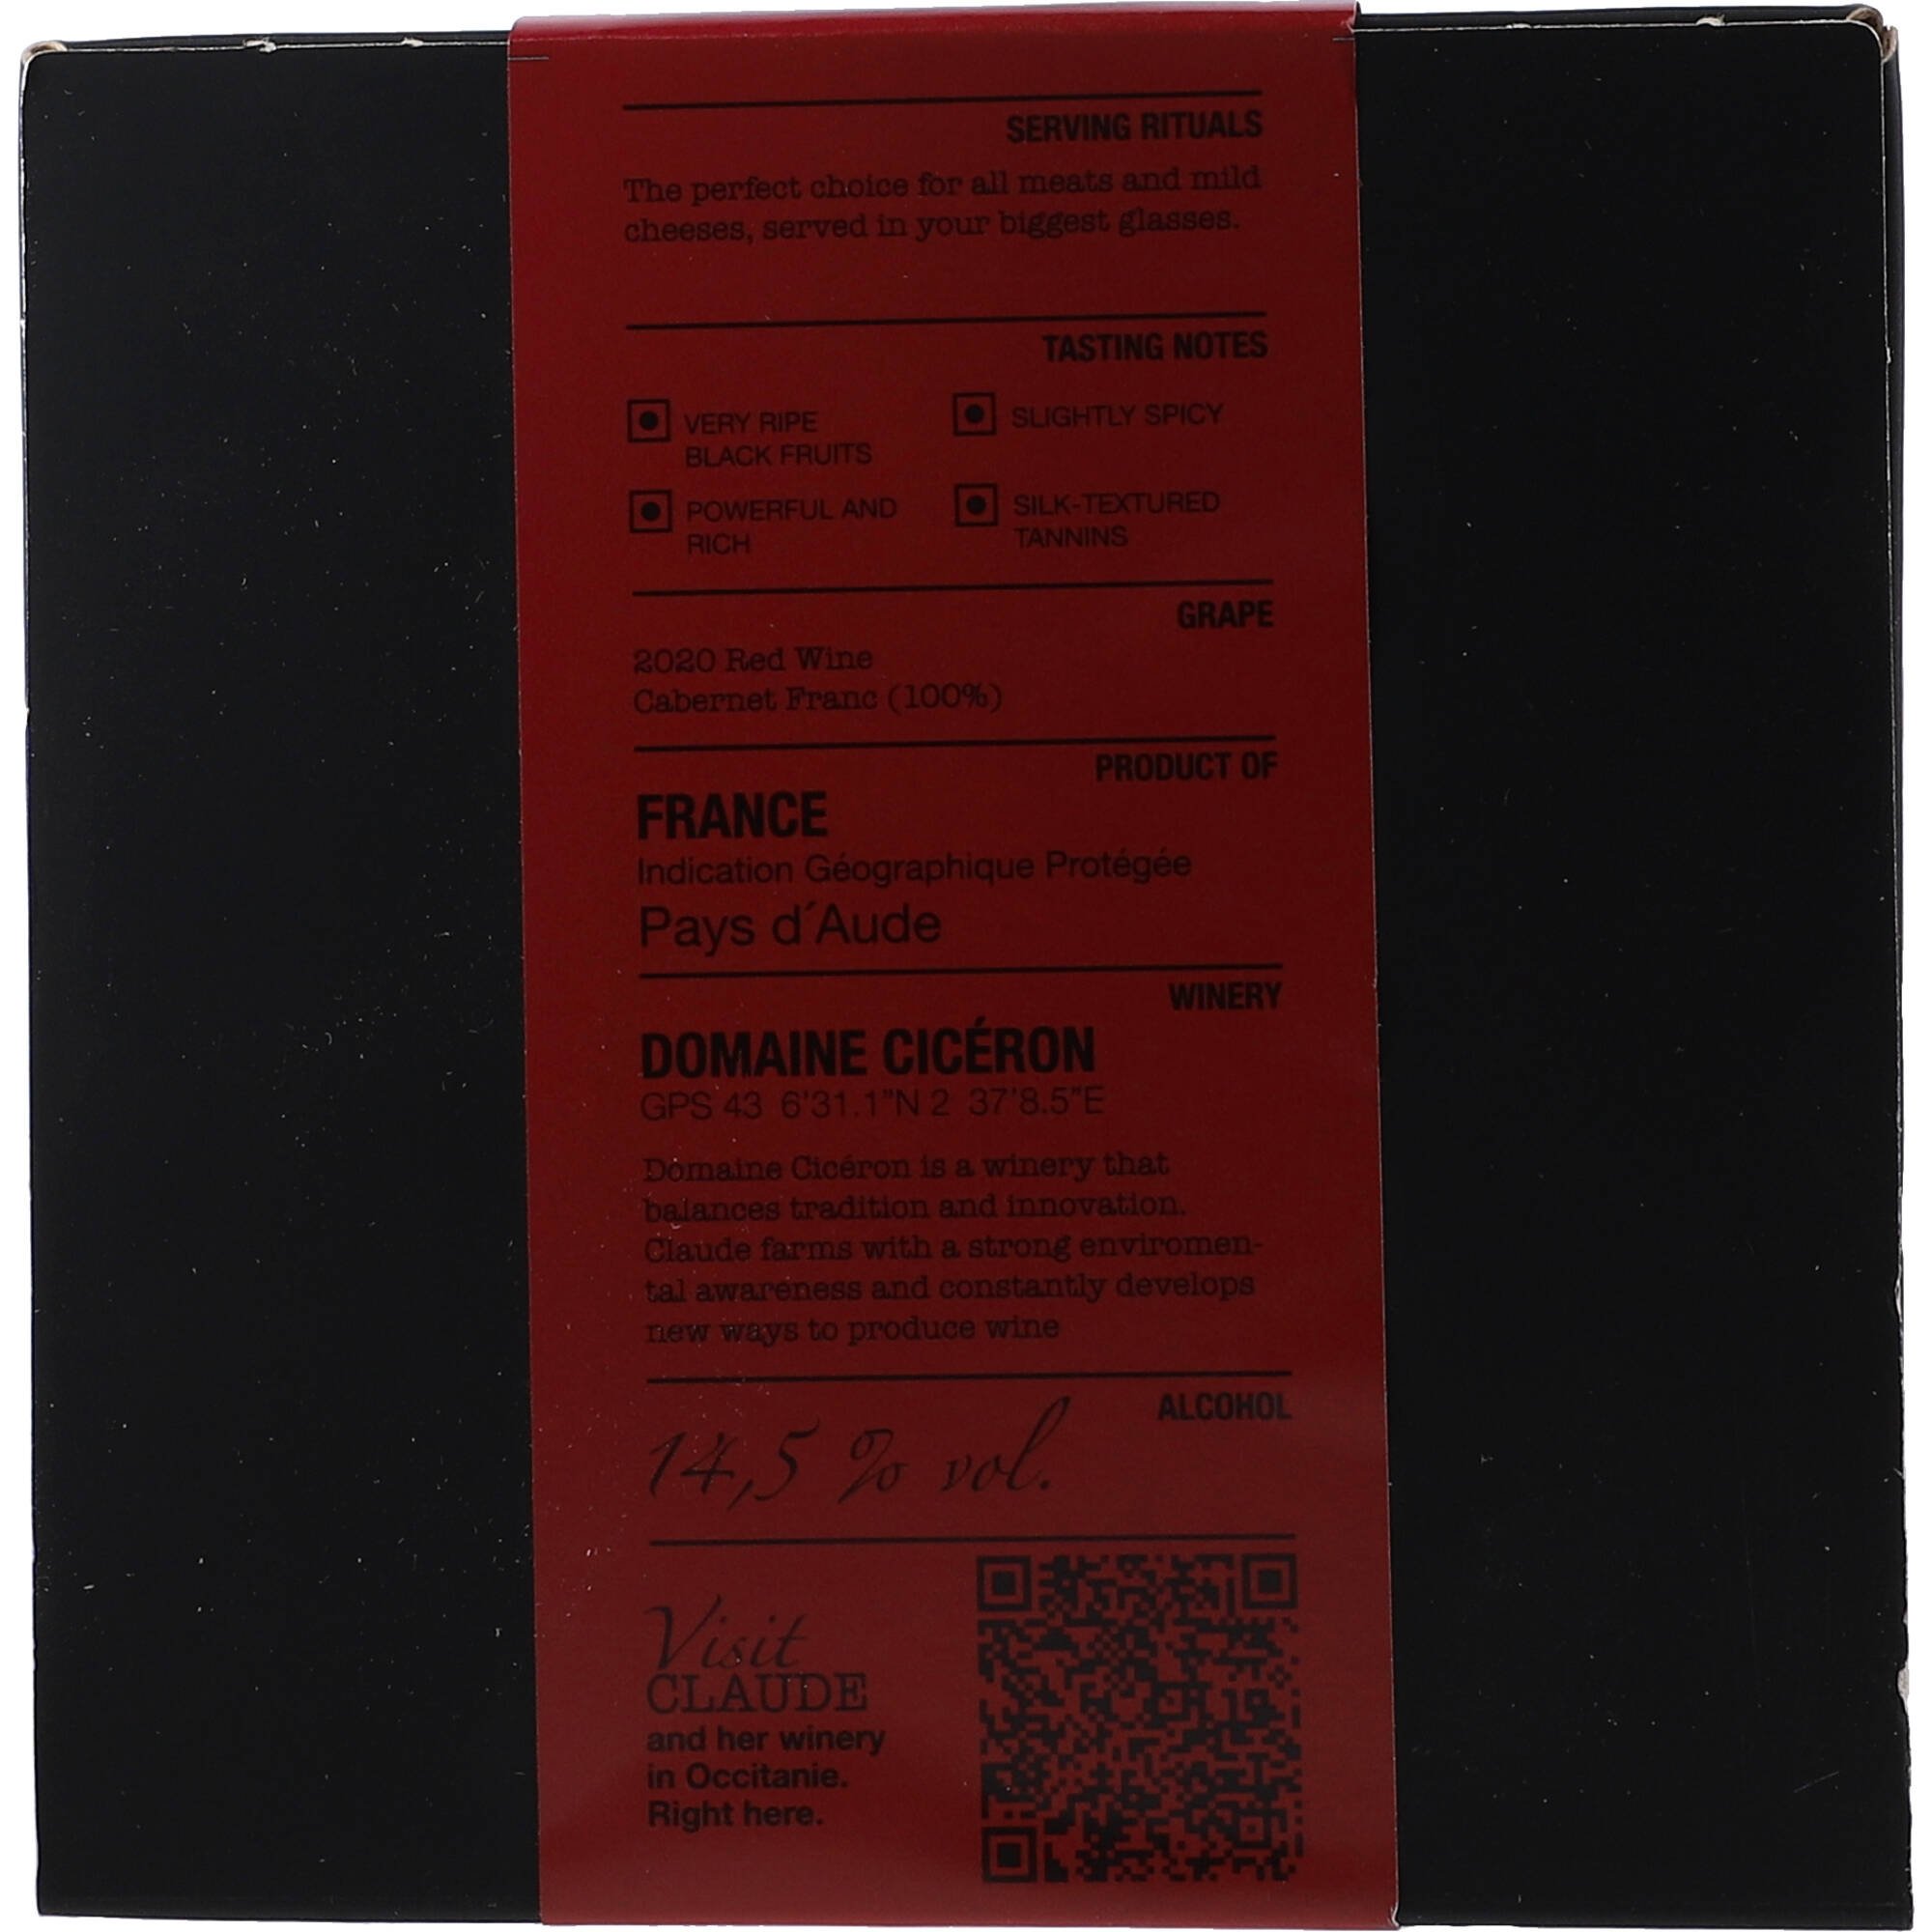 SERVING RITUALS
The perfect choice for all meats and mild
cheeses, served in your biggest glasses.
TASTING NOTES
VERY RIPE
BLACK FRUITS
SLIGHTLY SPICY
POWERFUL AND
RICH
SILK-TEXTURED
TANNINS
GRAPE
2020 Red Wine
Cabernet Franc (100%)
PRODUCT OF
FRANCE
Indication Géographique Protégée
Pays d´Aude
WINERY
DOMAINE CICÉRON
GPS 43 6'31.1"N 2 37'8.5"E
Domaine Cicéron is a winery that
balances tradition and innovation.
Claude farms with a strong enviromen-
tal awareness and constantly develops
new ways to produce wine
ALCOHOL
14,5 % vol.
Visit
CLAUDE
and her winery
in Occitanie.
Right here.